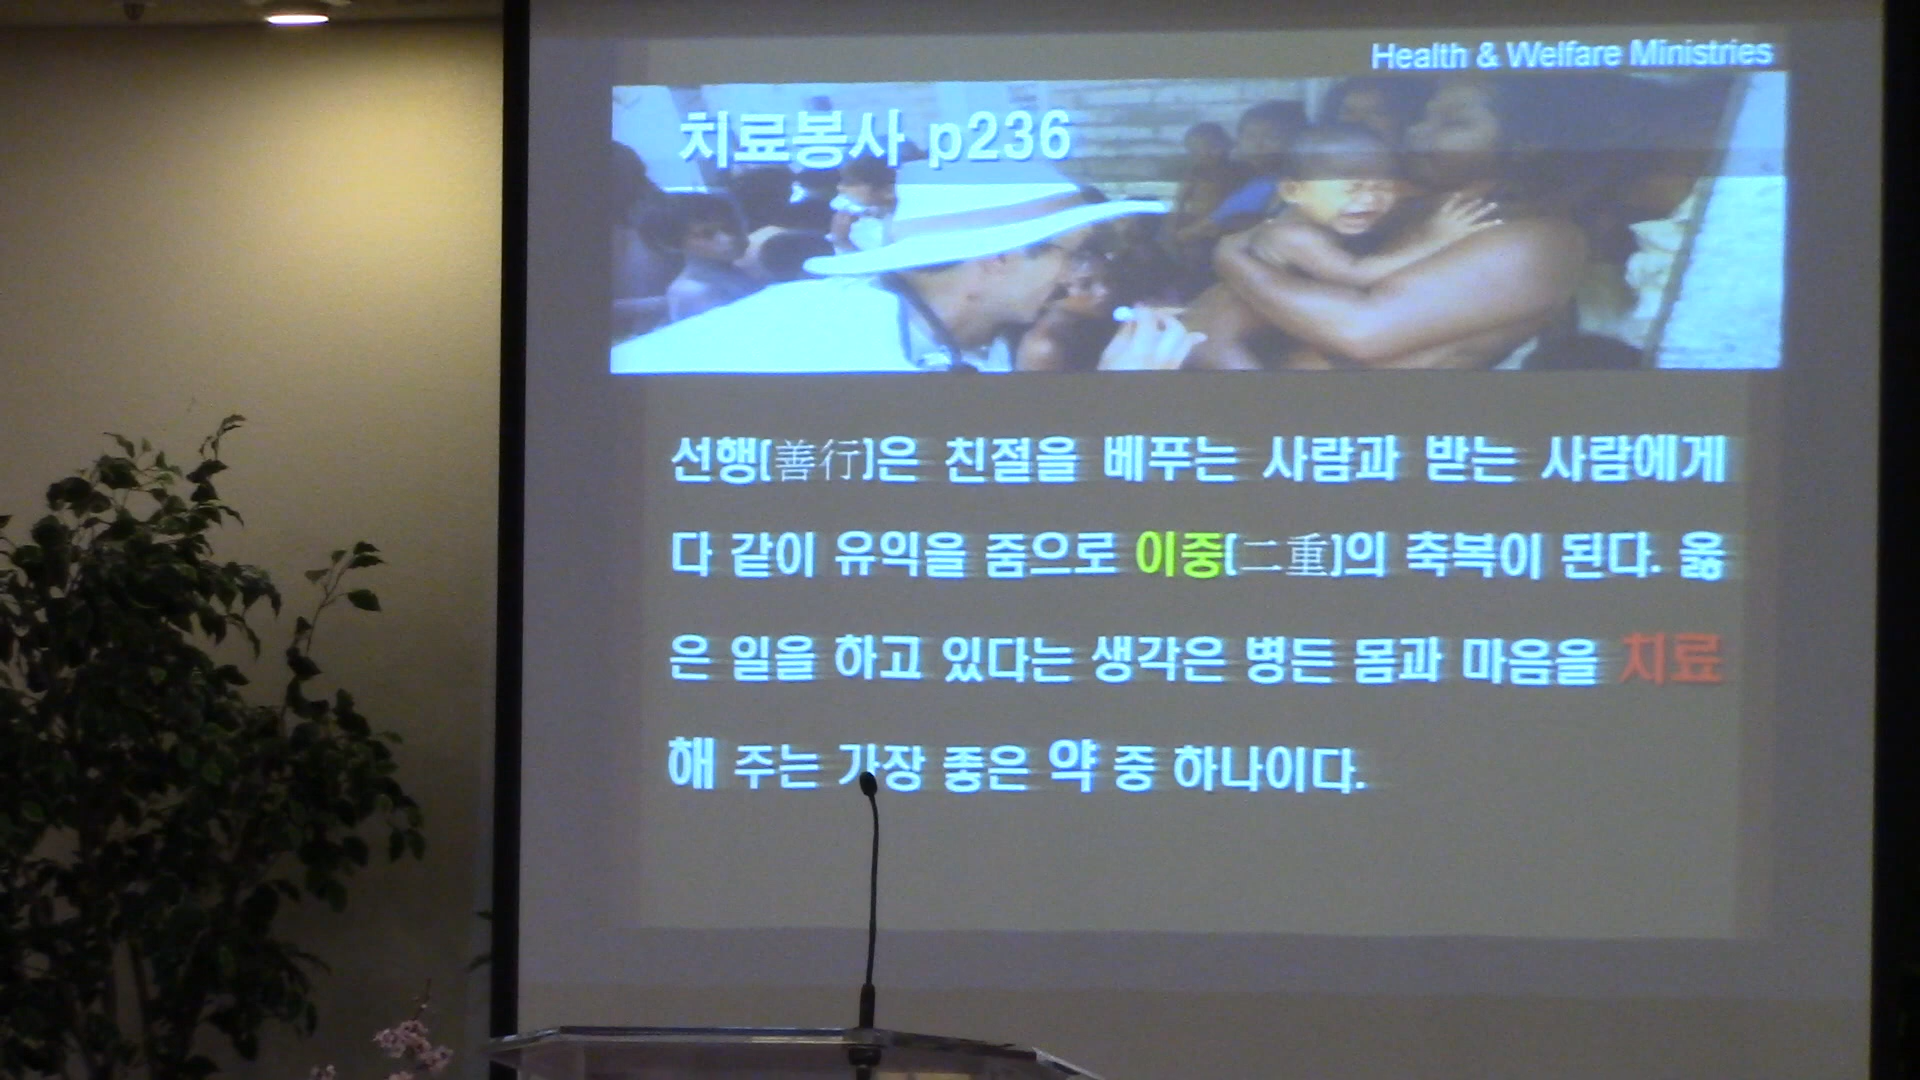 Health & Welfare Ministries
치료봉사 p236
선행(善行)은 친절을 베푸는 사람과 받는 사람에게
다 같이 유익을 줌으로 이중(二重)의 축복이 된다. 옳
은 일을 하고 있다는 생각은 병든 몸과 마음을 치료
해 주는 가장 좋은 약 중 하나이다.